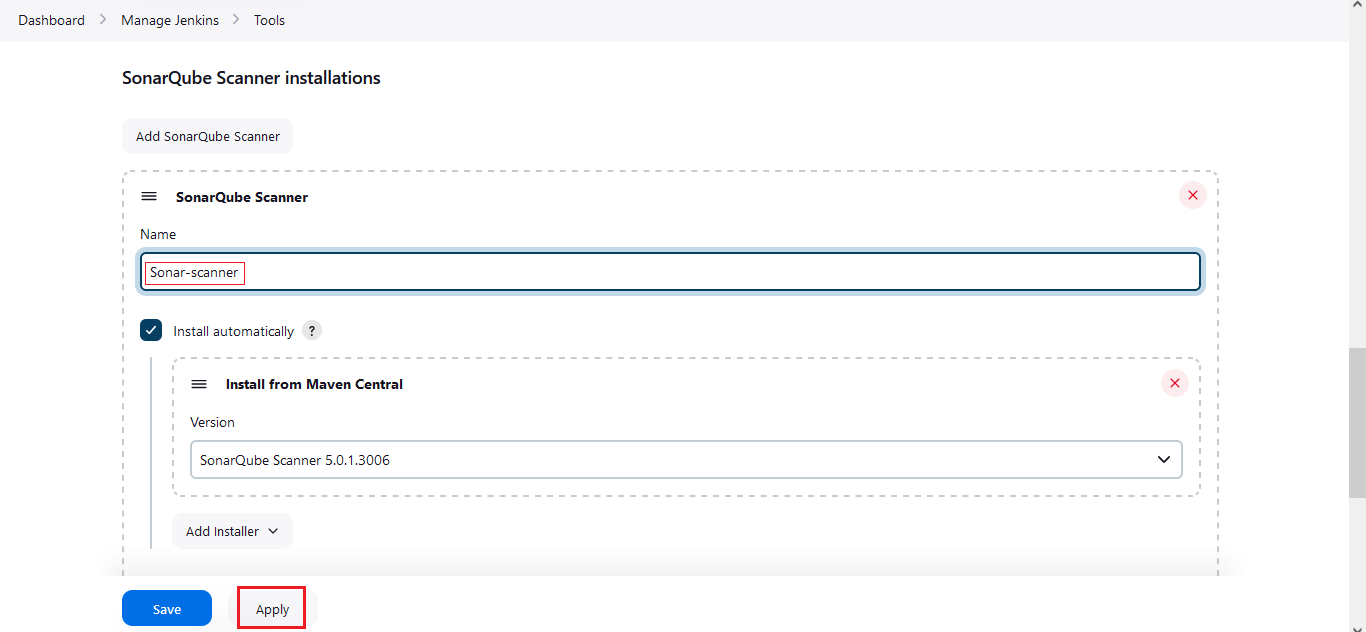 Dashboard > Manage Jenkins > Tools
SonarQube Scanner installations
Add SonarQube Scanner
SonarQube Scanner
Name
Sonar-scanner
Install automatically ?
Install from Maven Central
Version
SonarQube Scanner 5.0.1.3006
Add Installer
Save Apply